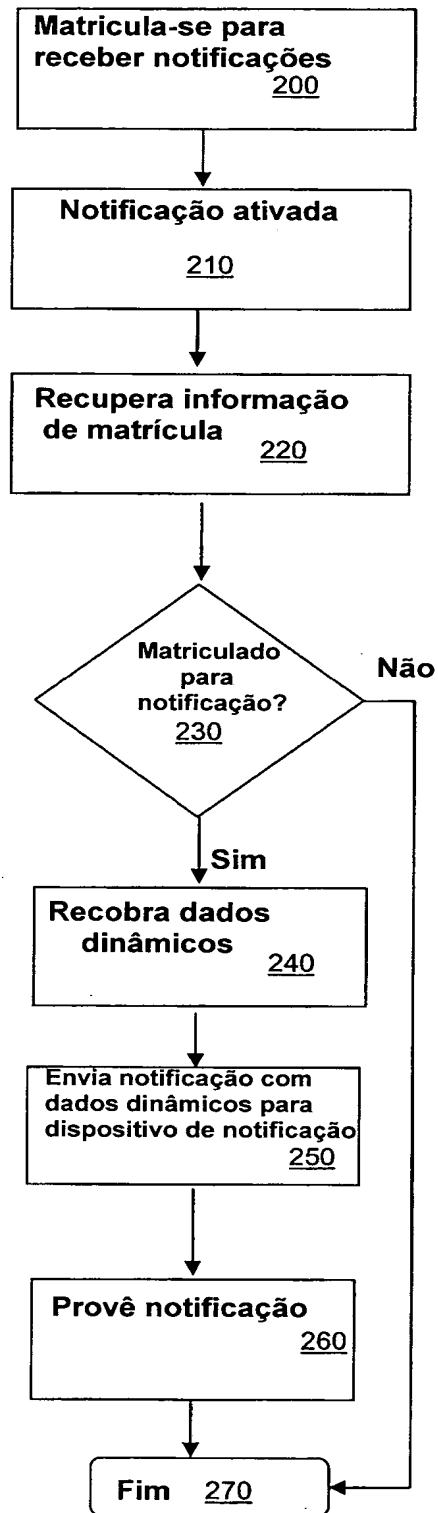 Matricula-se para
receber notificações
200
Notificação ativada
210
Recupera informação
de matrícula
220
Matriculado
para
notificação?
230
Não
Sim
Recobra dados
dinâmicos
240
Envia notificação com
dados dinâmicos para
dispositivo de notificação
250
Provê notificação
260
Fim 270